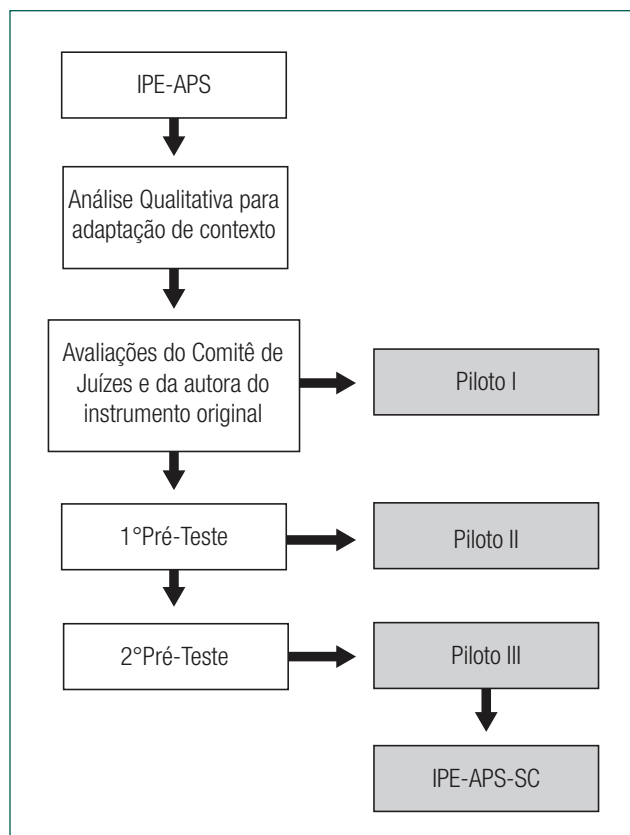 IPE-APS
Análise Qualitativa para
adaptação de contexto
Avaliações do Comitê de
Juízes e da autora do
instrumento original
Piloto I
1°Pré-Teste
Piloto II
2°Pré-Teste
Piloto III
IPE-APS-SC